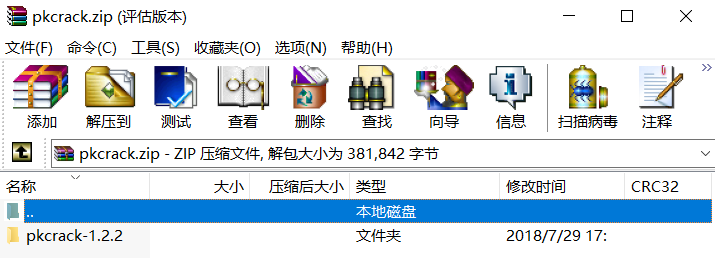 pkcrack.zip (评估版本)
文件(F) 命令(C) 工具(S) 收藏夹(O) 选项(N) 帮助(H)
添加 解压到 测试 查看 删除 查找 向导 信息 扫描病毒 注释
pkcrack.zip - ZIP 压缩文件, 解包大小为 381,842 字节
名称 大小 压缩后大小 类型 修改时间 CRC32
.. 本地磁盘
pkcrack-1.2.2 文件夹 2018/7/29 17: